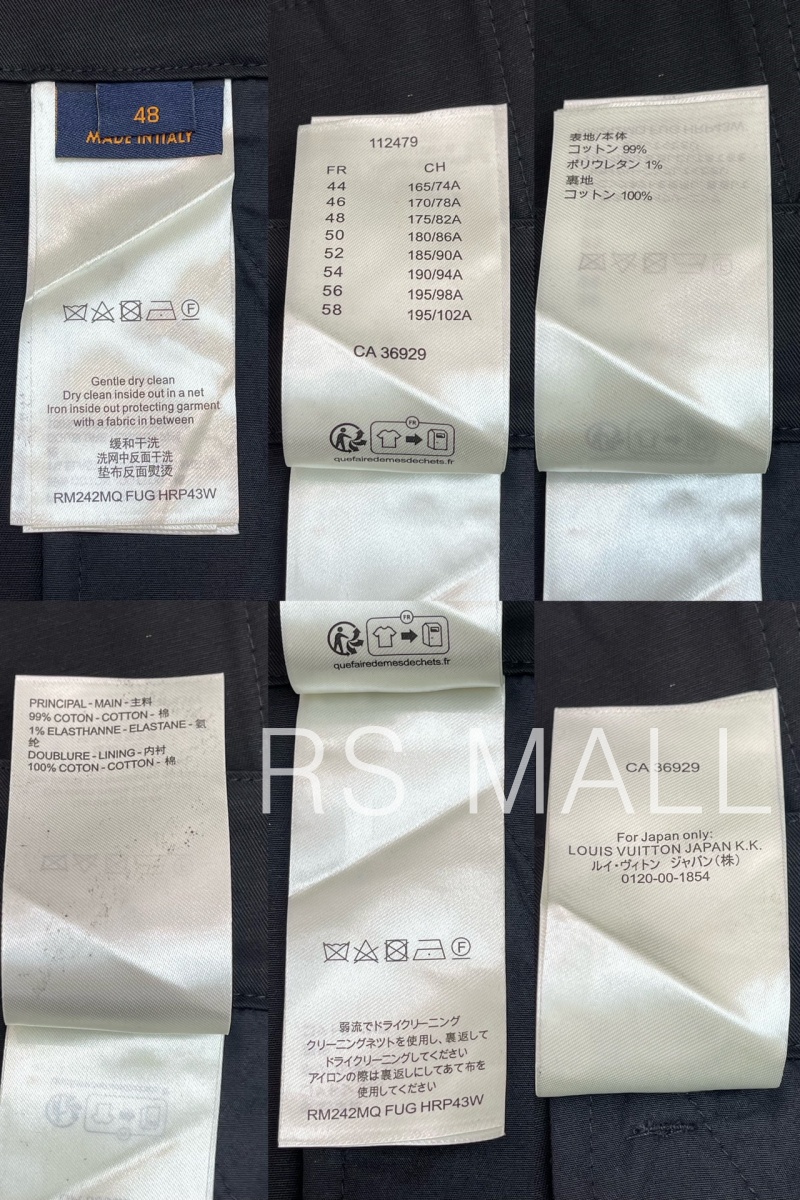 48
MADE IN ITALY
Gentle dry clean
Dry clean inside out in a net
Iron inside out protecting garment
with a fabric in between
缓和干洗
洗网中反面干洗
垫布反面熨烫
RM242MQ FUG HRP43W
112479
FR CH
44 165/74A
46 170/78A
48 175/82A
50 180/86A
52 185/90A
54 190/94A
56 195/98A
58 195/102A
CA 36929
FR
quefairedemesdechets.fr
表地/本体
コットン 99%
ポリウレタン 1%
裏地
コットン 100%
PRINCIPAL - MAIN - 主料
99% COTON - COTTON - 棉
1% ELASTHANNE - ELASTANE - 氨
纶
DOUBLURE - LINING - 内衬
100% COTON - COTTON - 棉
FR
quefairedemesdechets.fr
弱流でドライクリーニング
クリーニングネツトを使用し、裏返して
ドライクリーニングしてください
アイロンの際は裏返しにしてあて布を
使用してください
RM242MQ FUG HRP43W
CA 36929
For Japan only:
LOUIS VUITTON JAPAN K.K.
ルイ・ヴィトン ジャパン(株)
0120-00-1854
RS MALL